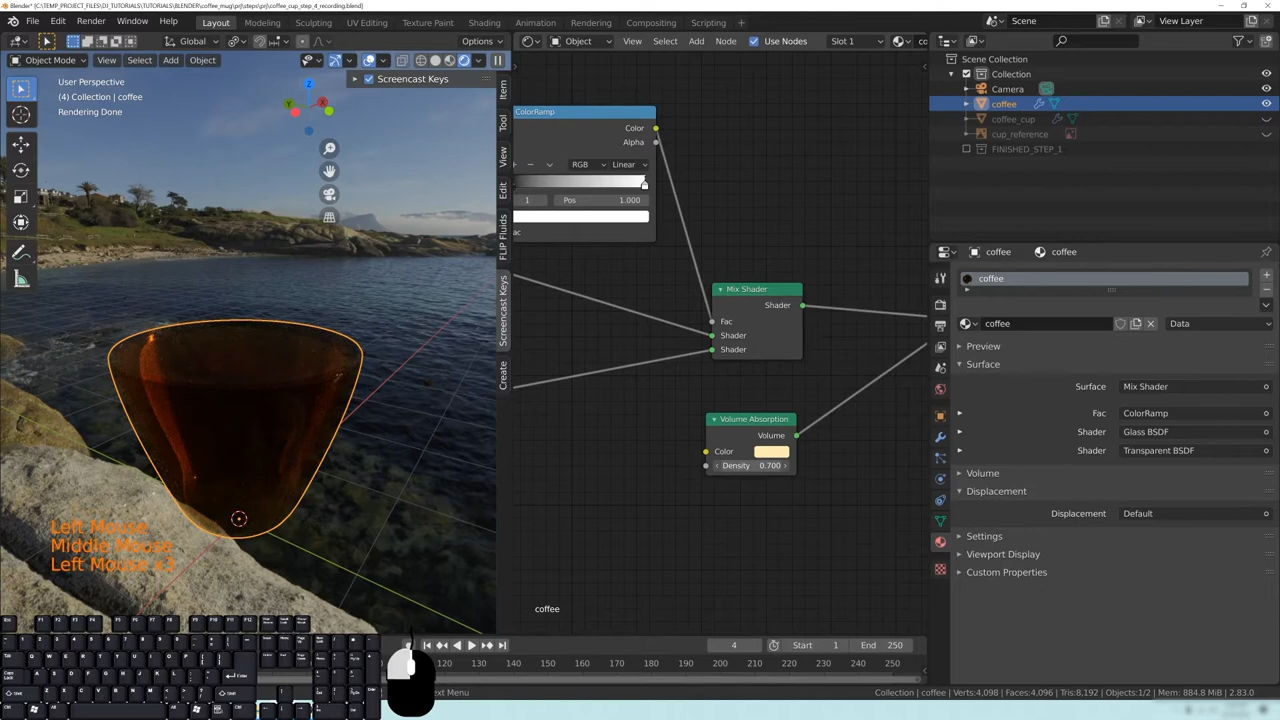 Blender* [C:\TEMP_PROJECT_FILES\DJ_TUTORIALS\TUTORIALS\BLENDER\coffee_mug\prj\steps\prj\coffee_cup_step_4_recording.blend]
File Edit Render Window Help Layout Modeling Sculpting UV Editing Texture Paint Shading Animation Rendering Compositing Scripting + Scene View Layer
Global Options Object View Select Add Node Use Nodes Slot 1 co
Object Mode View Select Add Object
Screencast Keys
User Perspective
(4) Collection | coffee
Rendering Done
Item
Tool
View
Edit
FLIP Fluids
Screencast Keys
Create
ColorRamp
Color
Alpha
RGB Linear
1 Pos 1.000
ac
Mix Shader
Shader
Fac
Shader
Shader
Volume Absorption
Volume
Color
Density 0.700
coffee
Scene Collection
Collection
Camera
coffee
coffee_cup
cup_reference
FINISHED_STEP_1
coffee coffee
coffee
coffee Data
Preview
Surface
Surface Mix Shader
Fac ColorRamp
Shader Glass BSDF
Shader Transparent BSDF
Volume
Displacement
Displacement Default
Settings
Viewport Display
Custom Properties
Left Mouse
Middle Mouse
Left Mouse x3
4 Start 1 End 250
120 130 140 150 160 170 180 190 200 210 220 230 240 250
text Menu
Collection | coffee | Verts:4,098 | Faces:4,096 | Tris:8,192 | Objects:1/2 | Mem: 884.8 MiB | 2.83.0